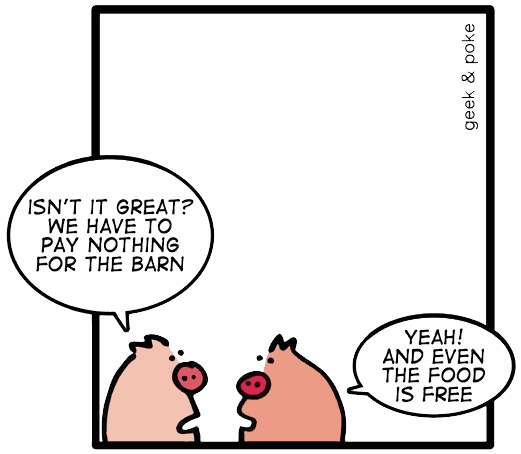 geek & poke
ISN'T IT GREAT?
WE HAVE TO
PAY NOTHING
FOR THE BARN
YEAH!
AND EVEN
THE FOOD
IS FREE